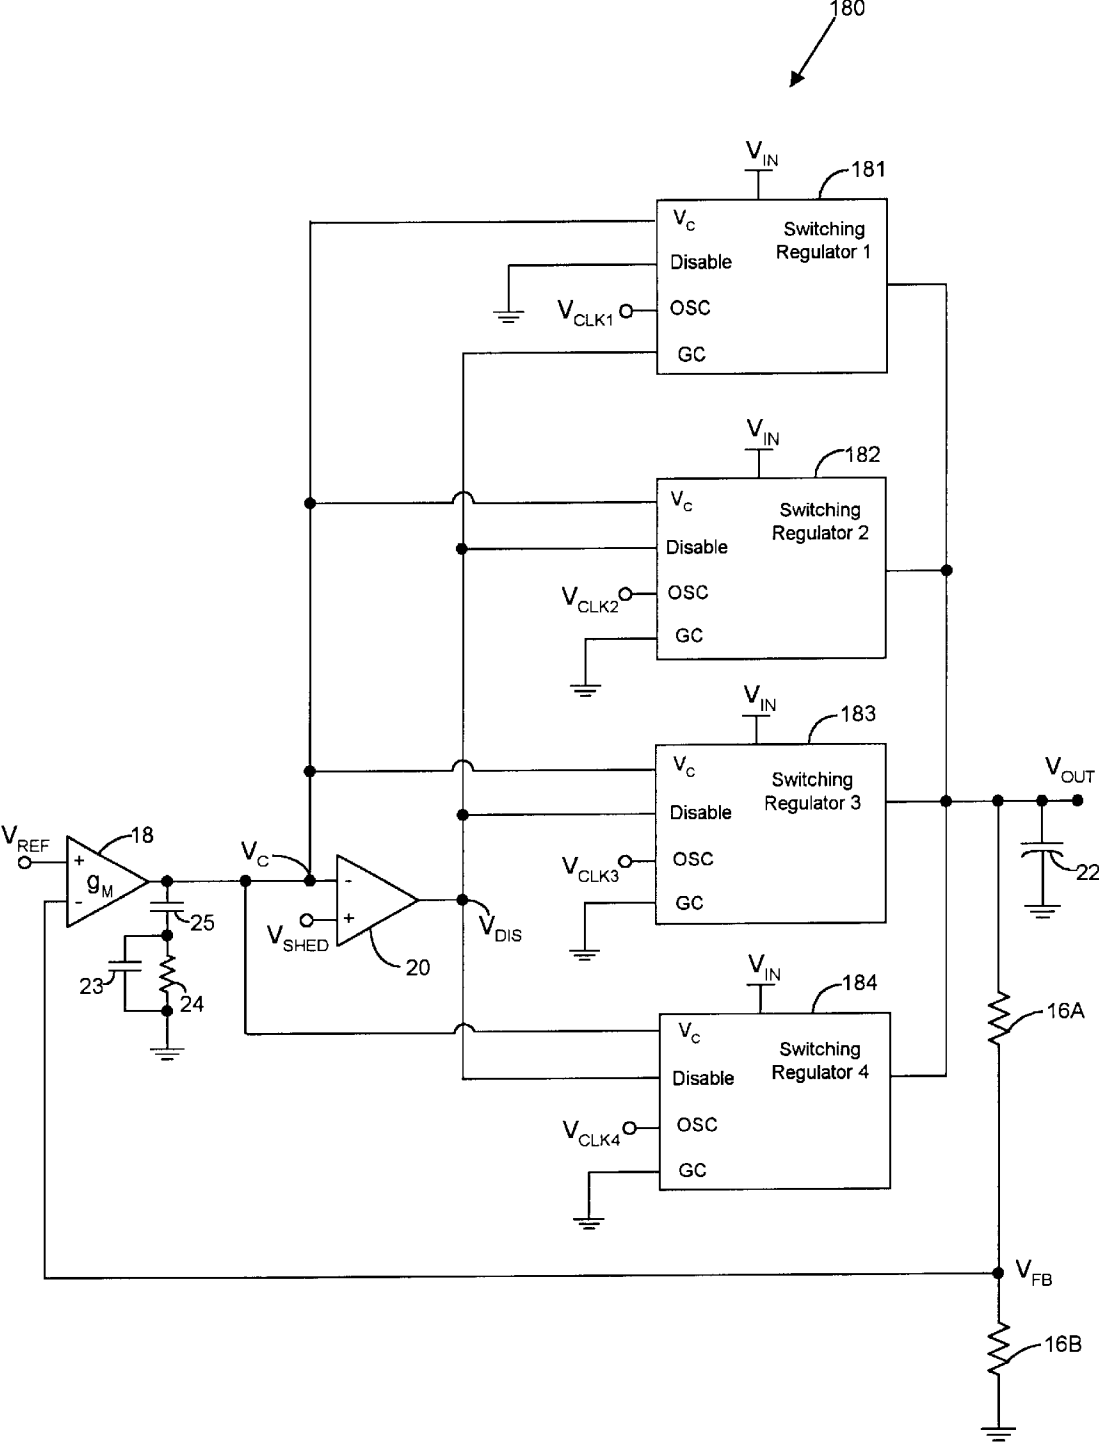 180
V_IN
181
V_C
Switching
Regulator 1
Disable
V_CLK1
OSC
GC
V_IN
182
V_C
Switching
Regulator 2
Disable
V_CLK2
OSC
GC
V_IN
183
V_C
Switching
Regulator 3
V_OUT
Disable
V_REF
18
+
g_M
-
V_C
-
V_CLK3
OSC
22
25
V_SHED
+
V_DIS
GC
20
23
24
V_IN
184
16A
V_C
Switching
Regulator 4
Disable
V_CLK4
OSC
GC
V_FB
16B